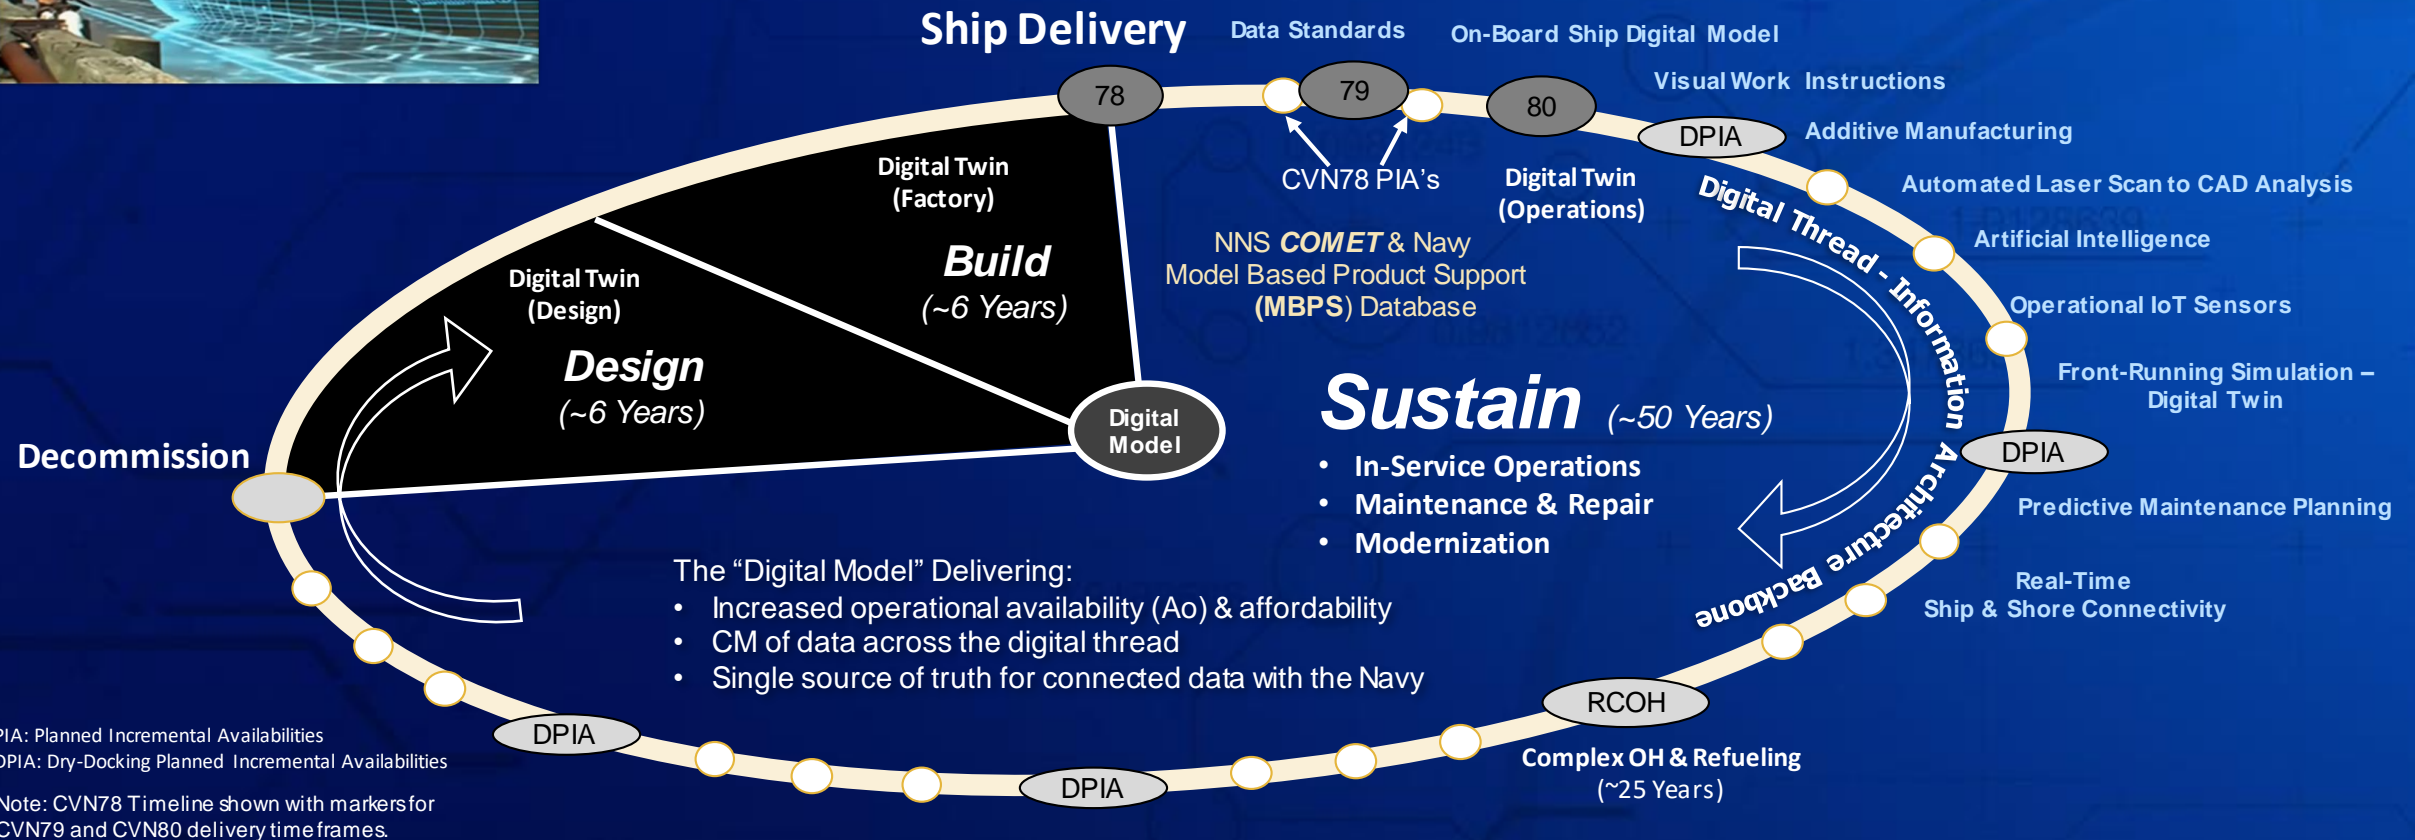 Ship Delivery
Data Standards
On-Board Ship Digital Model
Visual Work Instructions
78
79
80
DPIA
Additive Manufacturing
CVN78 PIA's
Digital Twin
(Factory)
Digital Twin
(Operations)
Automated Laser Scan to CAD Analysis
Artificial Intelligence
Operational IoT Sensors
Front-Running Simulation –
Digital Twin
Digital Thread - Information Architecture Backbone
NNS COMET & Navy
Model Based Product Support
(MBPS) Database
Build
(~6 Years)
Digital Twin
(Design)
Design
(~6 Years)
Digital
Model
Sustain (~50 Years)
• In-Service Operations
• Maintenance & Repair
• Modernization
Decommission
DPIA
Predictive Maintenance Planning
Real-Time
Ship & Shore Connectivity
The “Digital Model” Delivering:
• Increased operational availability (Ao) & affordability
• CM of data across the digital thread
• Single source of truth for connected data with the Navy
RCOH
Complex OH & Refueling
(~25 Years)
DPIA
DPIA
PIA: Planned Incremental Availabilities
DPIA: Dry-Docking Planned Incremental Availabilities
Note: CVN78 Timeline shown with markers for
CVN79 and CVN80 delivery timeframes.